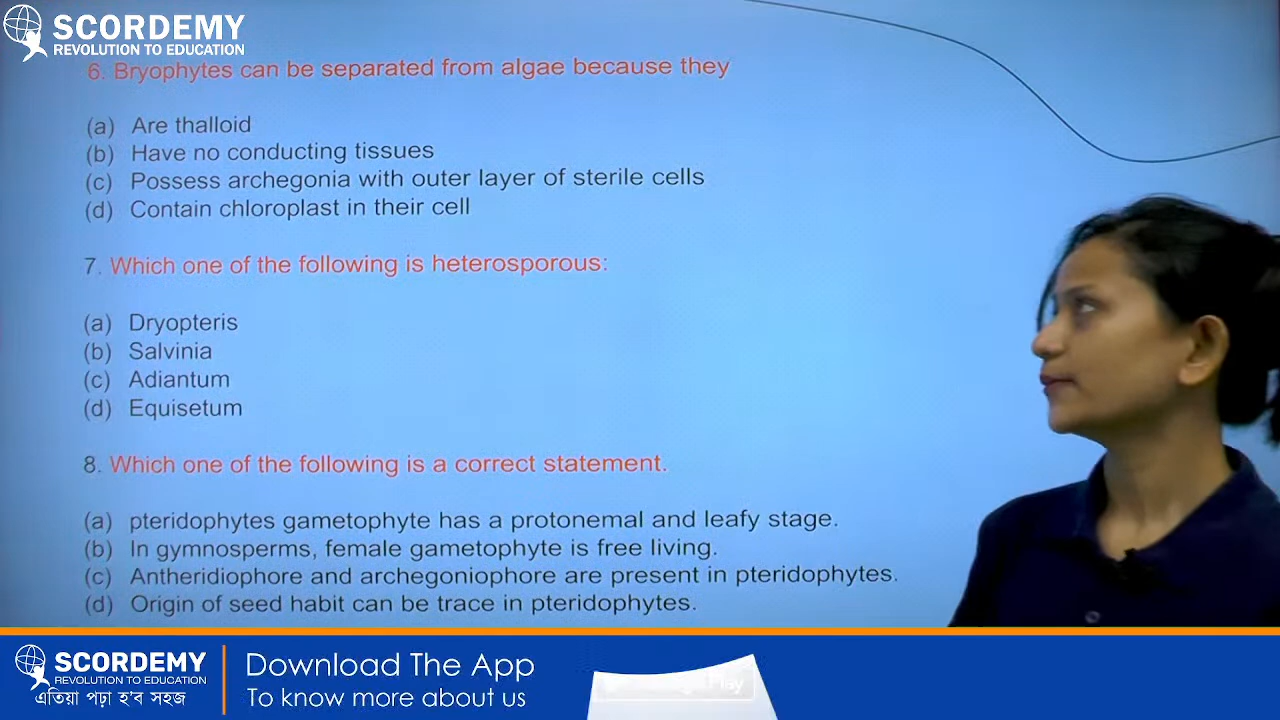 SCORDEMY
REVOLUTION TO EDUCATION
6. Bryophytes can be separated from algae because they
(a) Are thalloid
(b) Have no conducting tissues
(c) Possess archegonia with outer layer of sterile cells
(d) Contain chloroplast in their cell
7. Which one of the following is heterosporous:
(a) Dryopteris
(b) Salvinia
(c) Adiantum
(d) Equisetum
8. Which one of the following is a correct statement.
(a) pteridophytes gametophyte has a protonemal and leafy stage.
(b) In gymnosperms, female gametophyte is free living.
(c) Antheridiophore and archegoniophore are present in pteridophytes.
(d) Origin of seed habit can be trace in pteridophytes.
SCORDEMY
REVOLUTION TO EDUCATION
এতিয়া পঢ়া হ'ব সহজ
Download The App
To know more about us